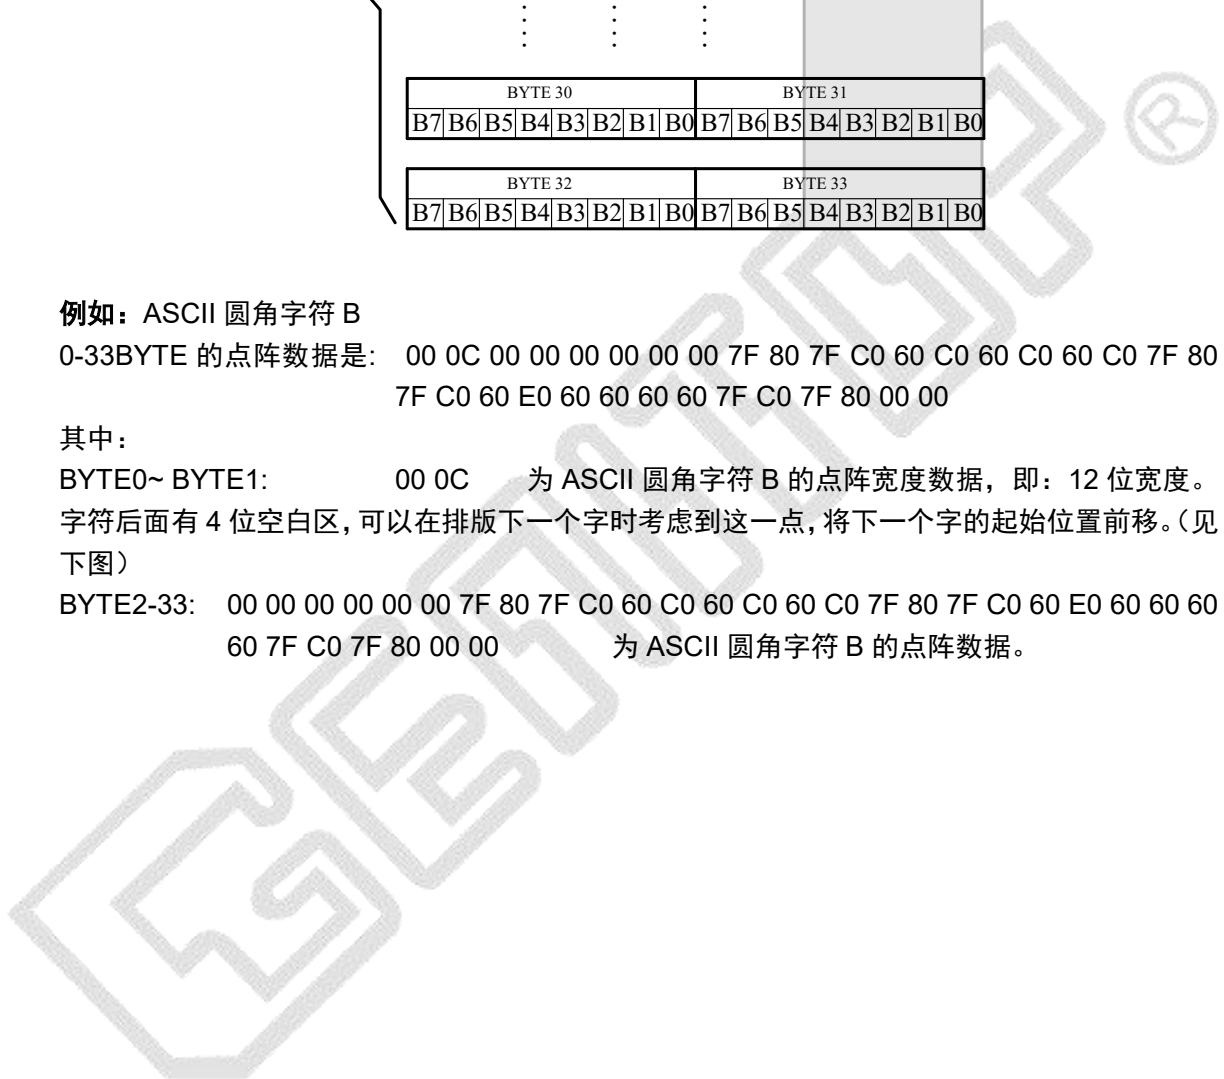 BYTE 30 BYTE 31
B7 B6 B5 B4 B3 B2 B1 B0 B7 B6 B5 B4 B3 B2 B1 B0
BYTE 32 BYTE 33
B7 B6 B5 B4 B3 B2 B1 B0 B7 B6 B5 B4 B3 B2 B1 B0
例如：ASCII 圆角字符 B
0-33BYTE 的点阵数据是: 00 0C 00 00 00 00 00 00 7F 80 7F C0 60 C0 60 C0 60 C0 7F 80
7F C0 60 E0 60 60 60 60 7F C0 7F 80 00 00
其中：
BYTE0~ BYTE1: 00 0C 为 ASCII 圆角字符 B 的点阵宽度数据，即：12 位宽度。
字符后面有 4 位空白区，可以在排版下一个字时考虑到这一点，将下一个字的起始位置前移。（见
下图）
BYTE2-33: 00 00 00 00 00 00 7F 80 7F C0 60 C0 60 C0 60 C0 7F 80 7F C0 60 E0 60 60 60
60 7F C0 7F 80 00 00 为 ASCII 圆角字符 B 的点阵数据。
GENITOP®